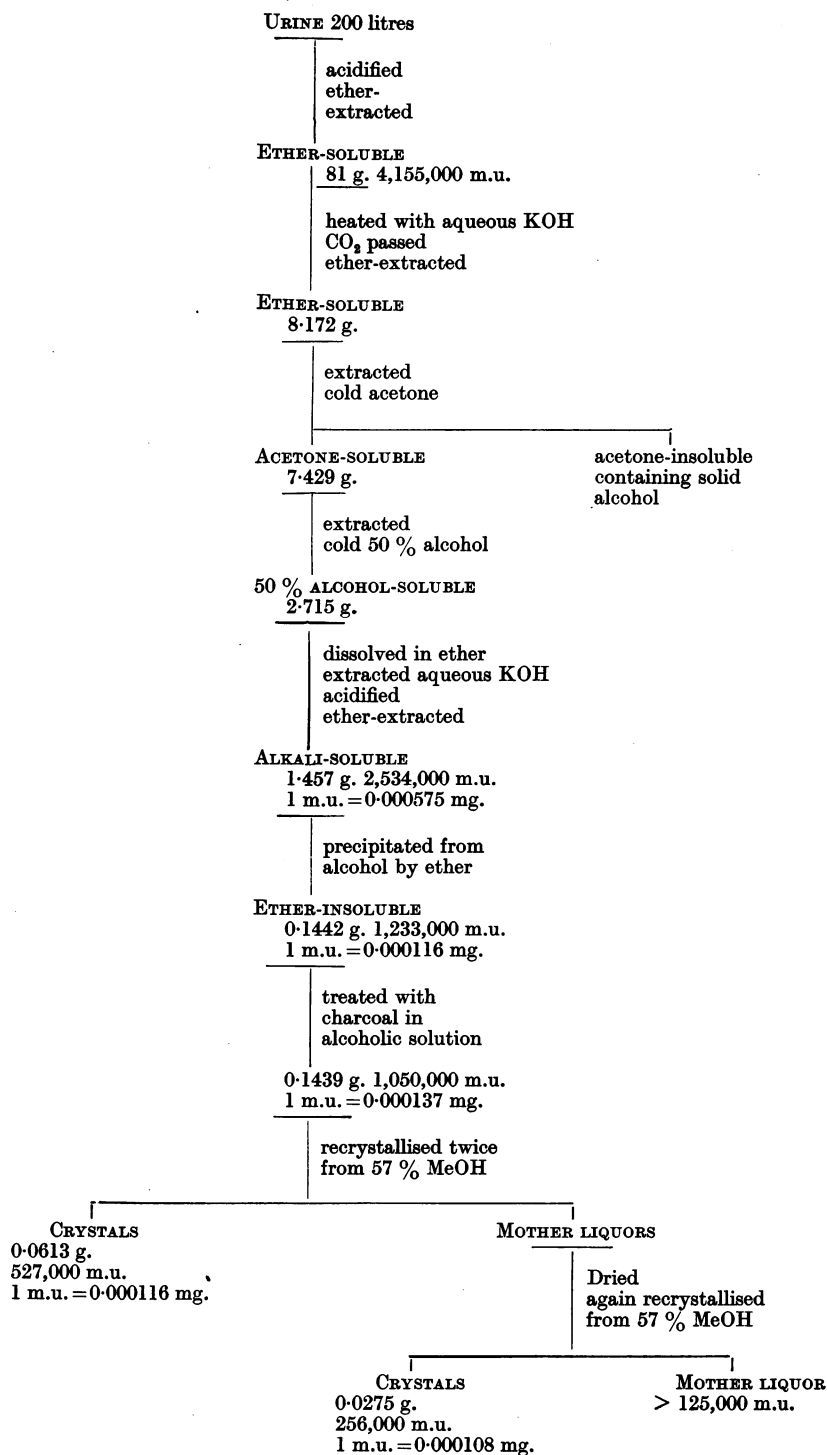 URINE 200 litres
acidified
ether-
extracted
ETHER-SOLUBLE
81 g. 4,155,000 m.u.
heated with aqueous KOH
CO₂ passed
ether-extracted
ETHER-SOLUBLE
8·172 g.
extracted
cold acetone
ACETONE-SOLUBLE
7·429 g.
acetone-insoluble
containing solid
alcohol
extracted
cold 50 % alcohol
50 % ALCOHOL-SOLUBLE
2·715 g.
dissolved in ether
extracted aqueous KOH
acidified
ether-extracted
ALKALI-SOLUBLE
1·457 g. 2,534,000 m.u.
1 m.u. = 0·000575 mg.
precipitated from
alcohol by ether
ETHER-INSOLUBLE
0·1442 g. 1,233,000 m.u.
1 m.u. = 0·000116 mg.
treated with
charcoal in
alcoholic solution
0·1439 g. 1,050,000 m.u.
1 m.u. = 0·000137 mg.
recrystallised twice
from 57 % MeOH
CRYSTALS
0·0613 g.
527,000 m.u.
1 m.u. = 0·000116 mg.
MOTHER LIQUORS
Dried
again recrystallised
from 57 % MeOH
CRYSTALS
0·0275 g.
256,000 m.u.
1 m.u. = 0·000108 mg.
MOTHER LIQUOR
> 125,000 m.u.